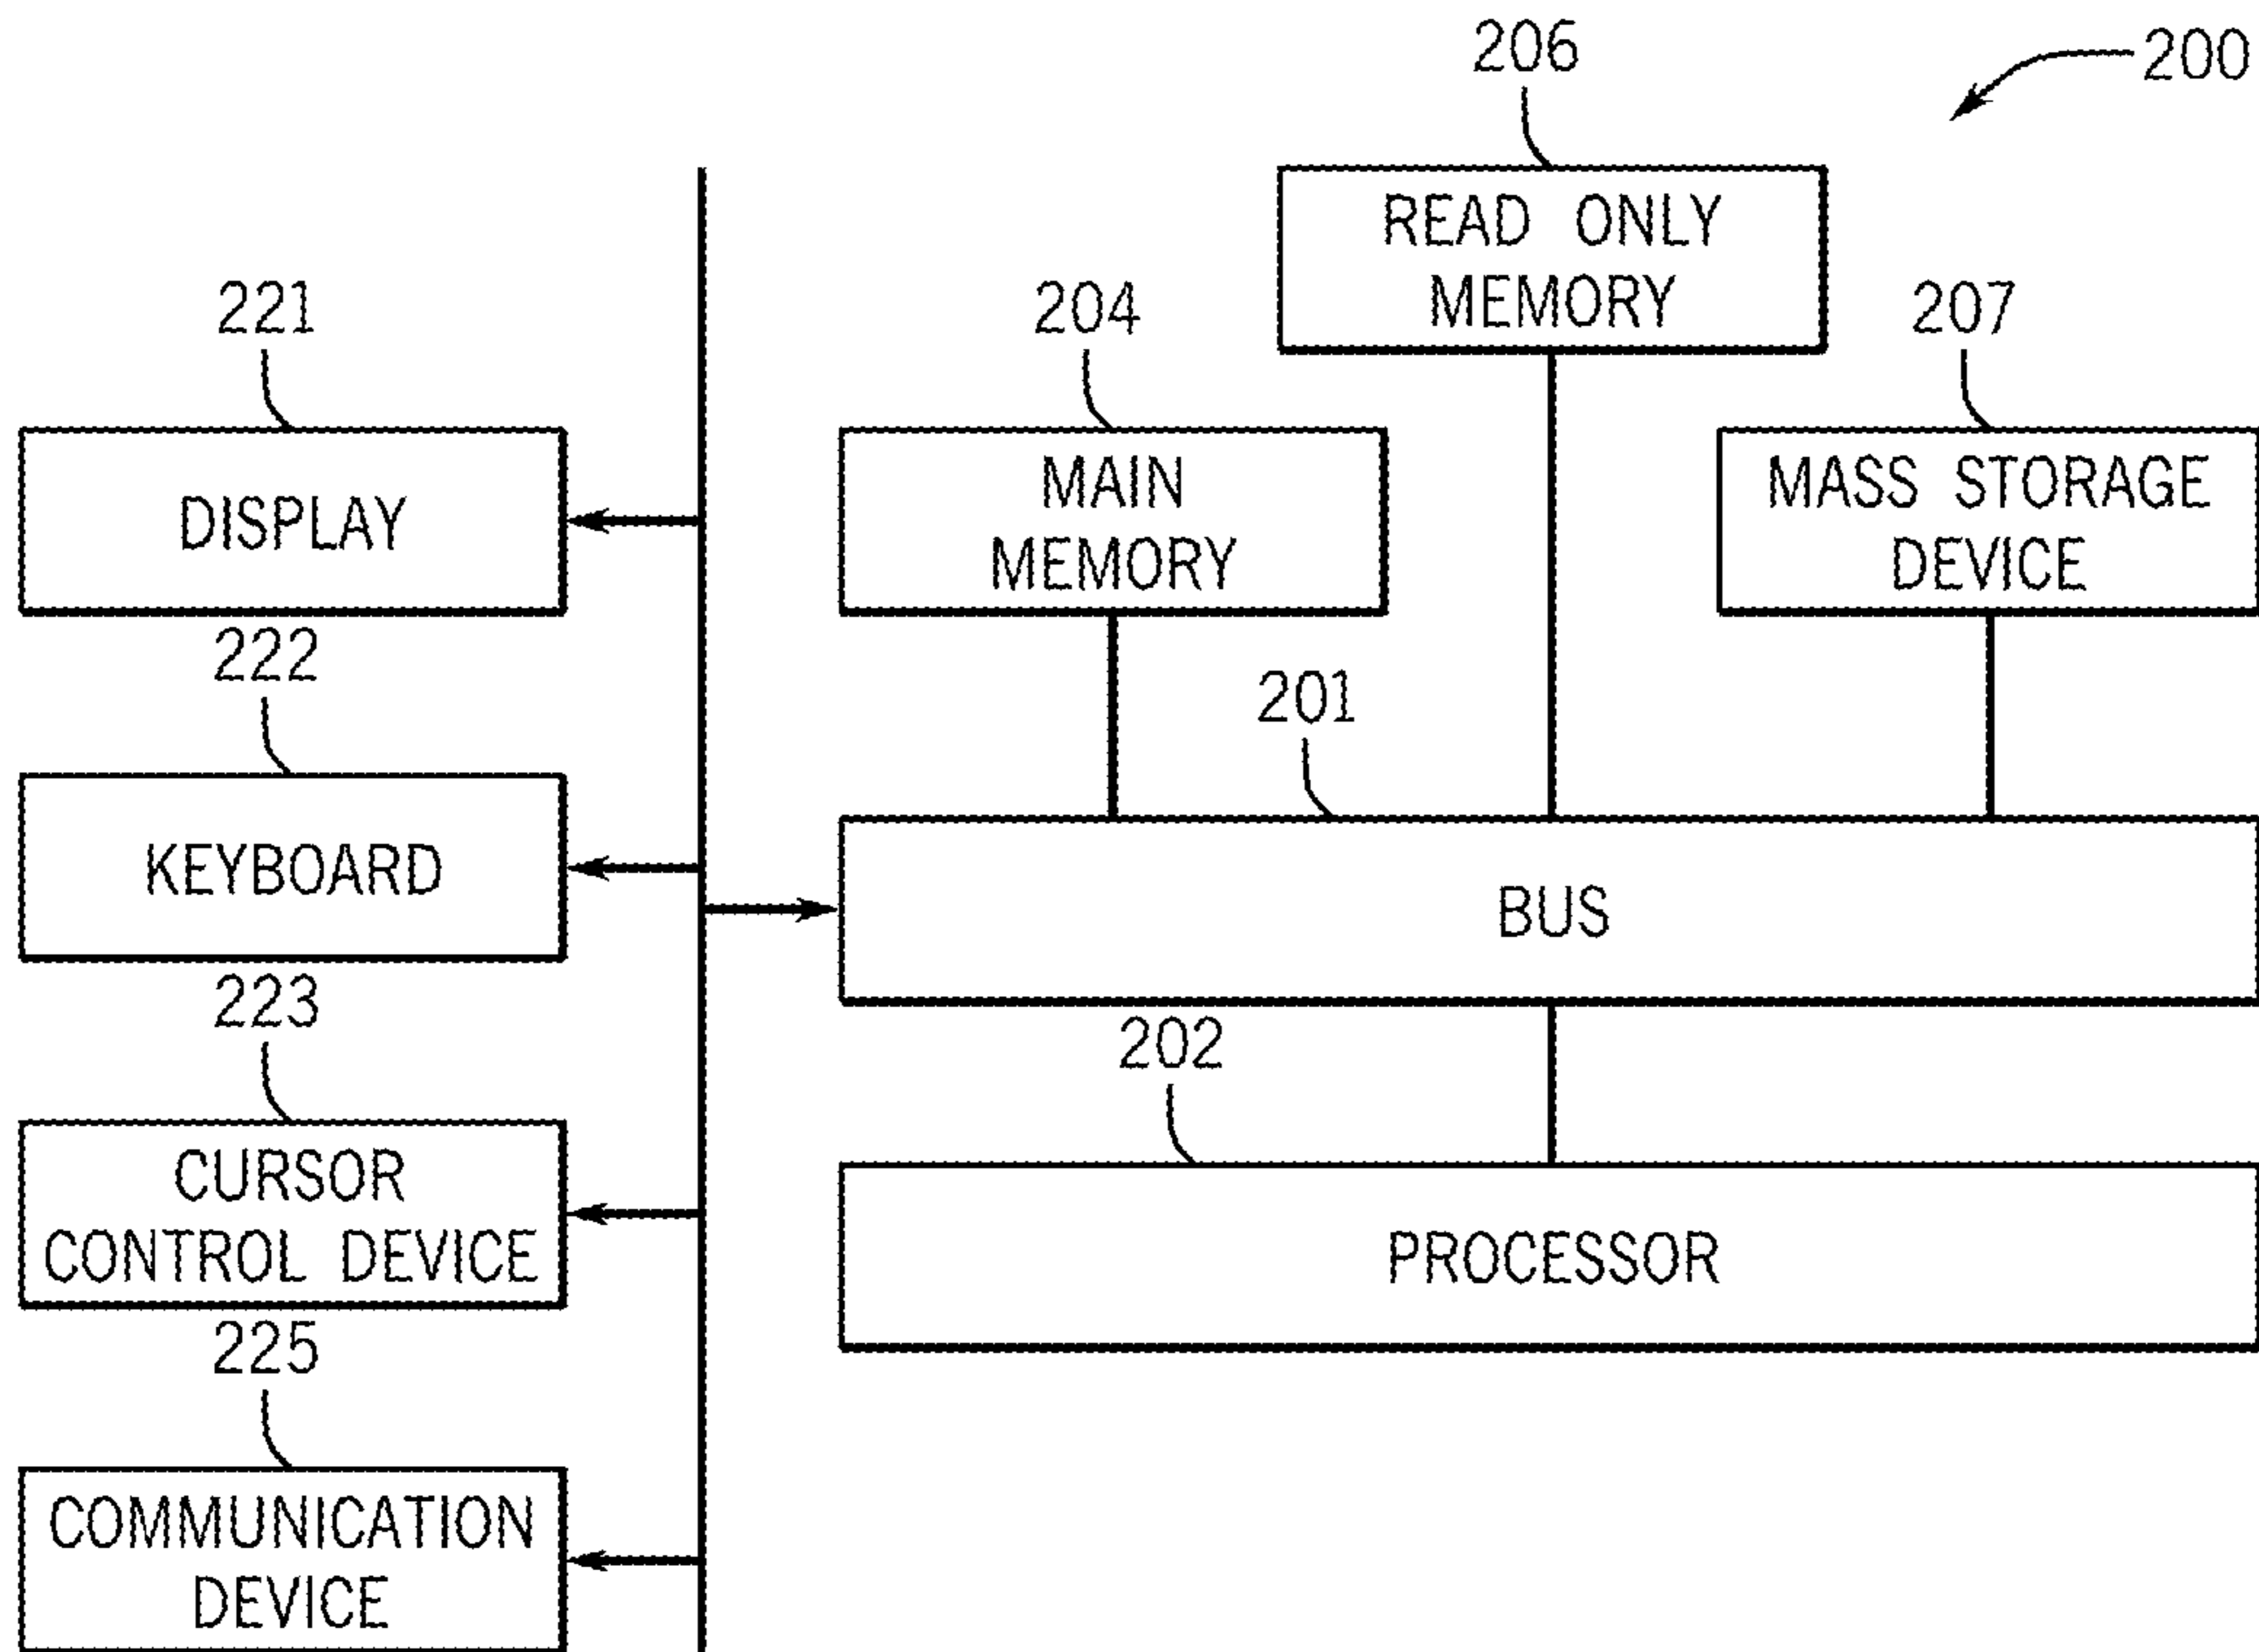 206
200
READ ONLY
MEMORY
221
204
207
DISPLAY
MAIN
MEMORY
MASS STORAGE
DEVICE
222
201
KEYBOARD
BUS
223
202
CURSOR
CONTROL DEVICE
PROCESSOR
225
COMMUNICATION
DEVICE